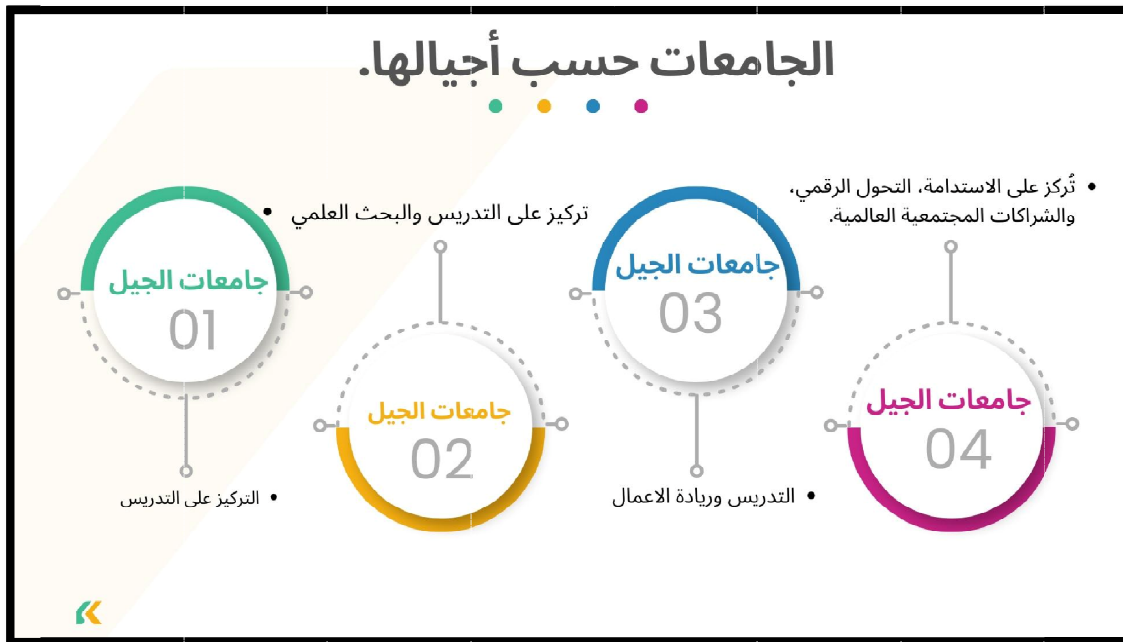 الجامعات حسب أجيالها.
جامعات الجيل
01
• التركيز على التدريس
• تركيز على التدريس والبحث العلمي
جامعات الجيل
02
جامعات الجيل
03
• التدريس وريادة الاعمال
• تُركز على الاستدامة، التحول الرقمي،
والشراكات المجتمعية العالمية.
جامعات الجيل
04